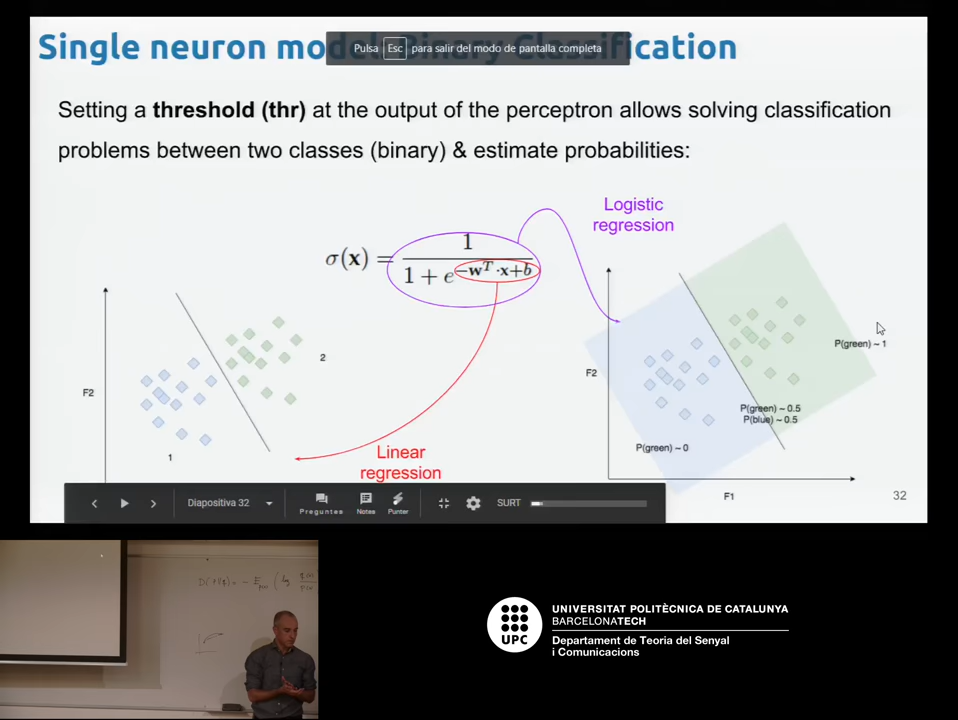 Single neuron mod
Pulsa Esc para salir del modo de pantalla completa
ification
Setting a threshold (thr) at the output of the perceptron allows solving classification
problems between two classes (binary) & estimate probabilities:
Logistic
regression
σ(x) = 1 / (1 + e^(-w^T·x+b))
F2
1
2
Linear
regression
F2
P(green) ~ 1
P(green) ~ 0.5
P(blue) ~ 0.5
P(green) ~ 0
F1
32
Diapositiva 32
Preguntes
Notes
Punter
SURT
UPC
UNIVERSITAT POLITÈCNICA DE CATALUNYA
BARCELONATECH
Departament de Teoria del Senyal
i Comunicacions